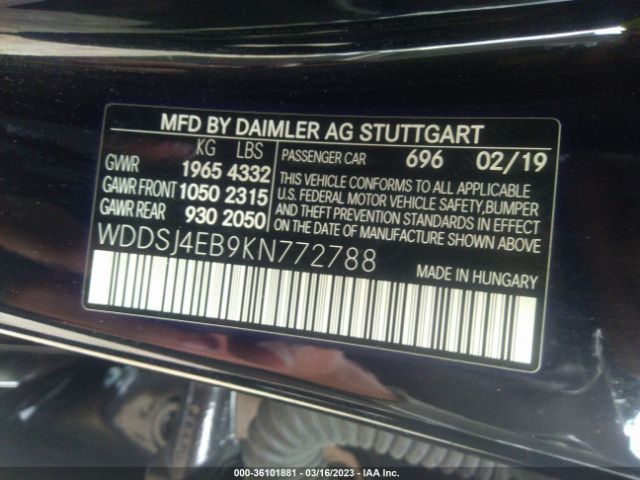 MFD BY DAIMLER AG STUTTGART
KG LBS
GVWR 1965 4332
GAWR FRONT 1050 2315
GAWR REAR 930 2050
PASSENGER CAR 696 02/19
THIS VEHICLE CONFORMS TO ALL APPLICABLE
U.S. FEDERAL MOTOR VEHICLE SAFETY, BUMPER
AND THEFT PREVENTION STANDARDS IN EFFECT
ON THE DATE OF MANUFACTURE SHOWN ABOVE.
WDDSJ4EB9KN772788
MADE IN HUNGARY
000-36101881 - 03/16/2023 - IAA Inc.